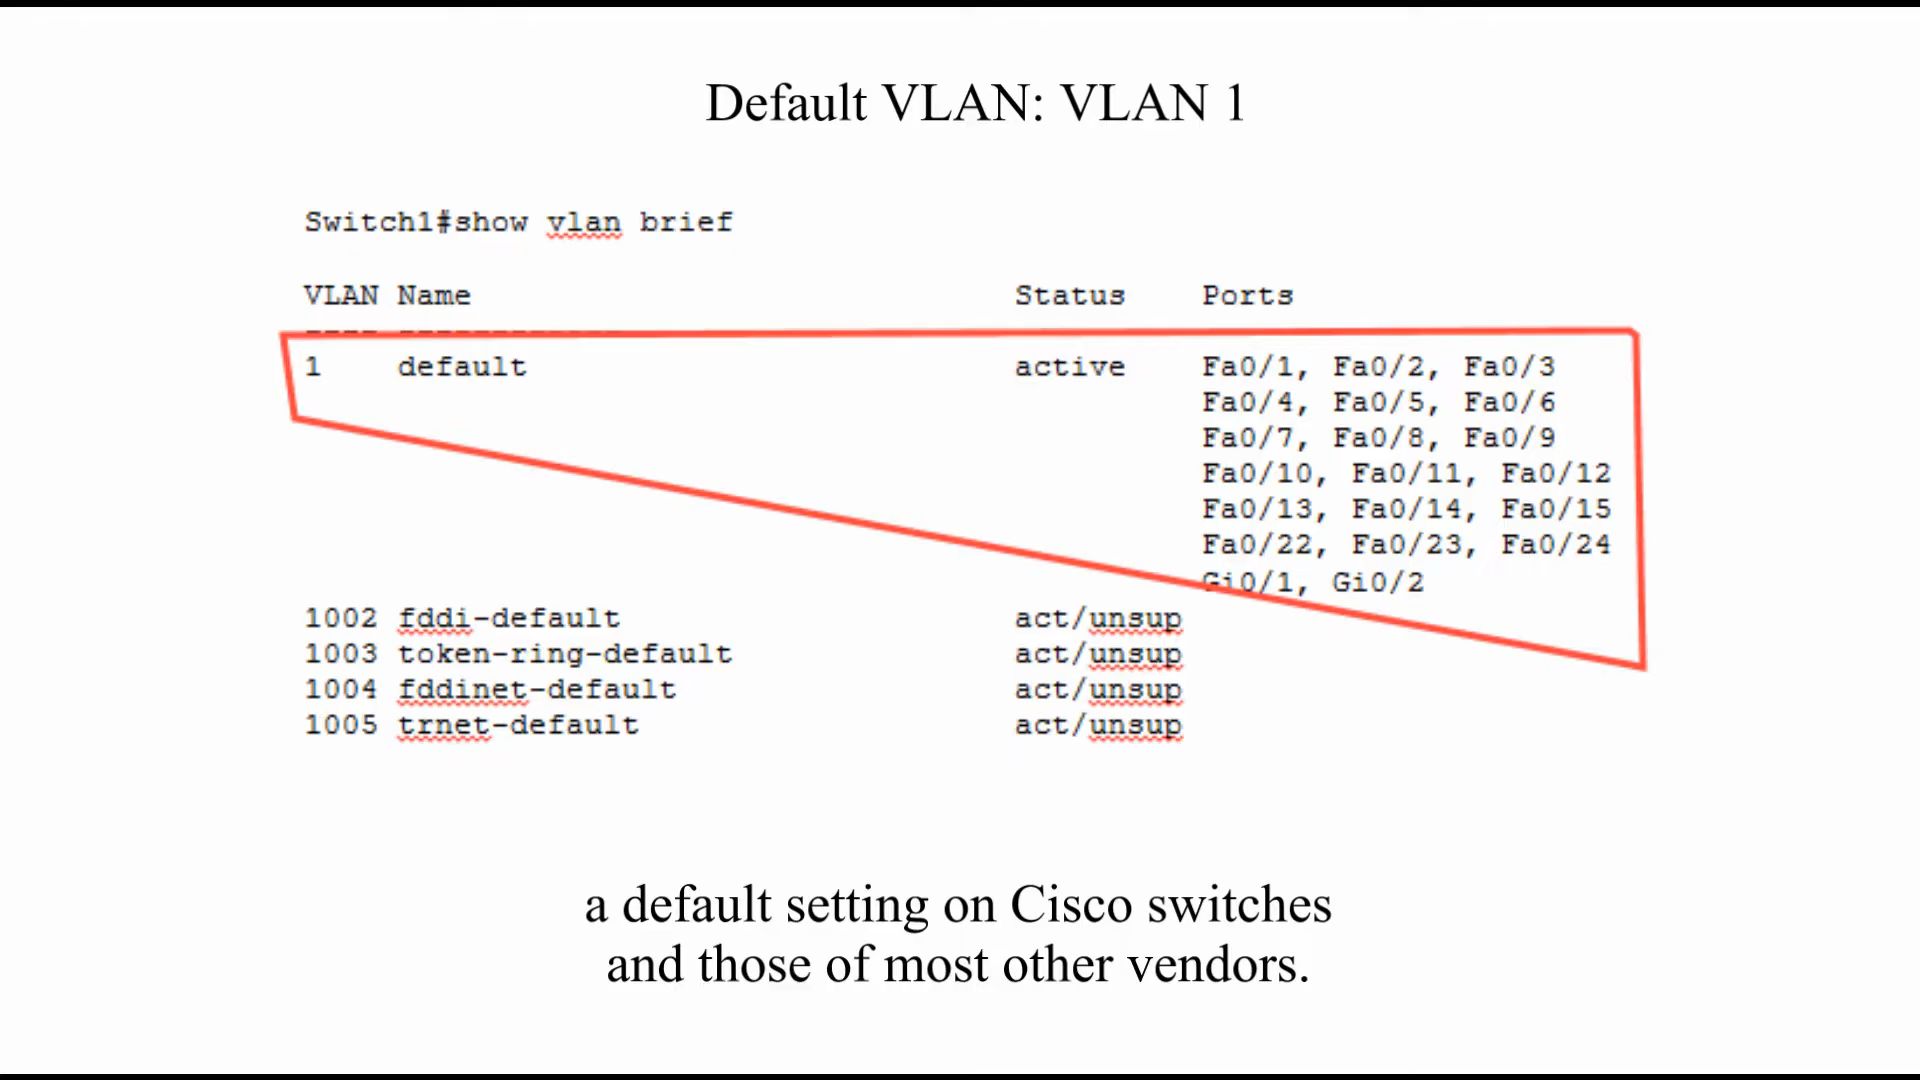 Default VLAN: VLAN 1
Switch1#show vlan brief
VLAN Name Status Ports
1 default active Fa0/1, Fa0/2, Fa0/3
Fa0/4, Fa0/5, Fa0/6
Fa0/7, Fa0/8, Fa0/9
Fa0/10, Fa0/11, Fa0/12
Fa0/13, Fa0/14, Fa0/15
Fa0/22, Fa0/23, Fa0/24
Gi0/1, Gi0/2
1002 fddi-default act/unsup
1003 token-ring-default act/unsup
1004 fddinet-default act/unsup
1005 trnet-default act/unsup
a default setting on Cisco switches
and those of most other vendors.